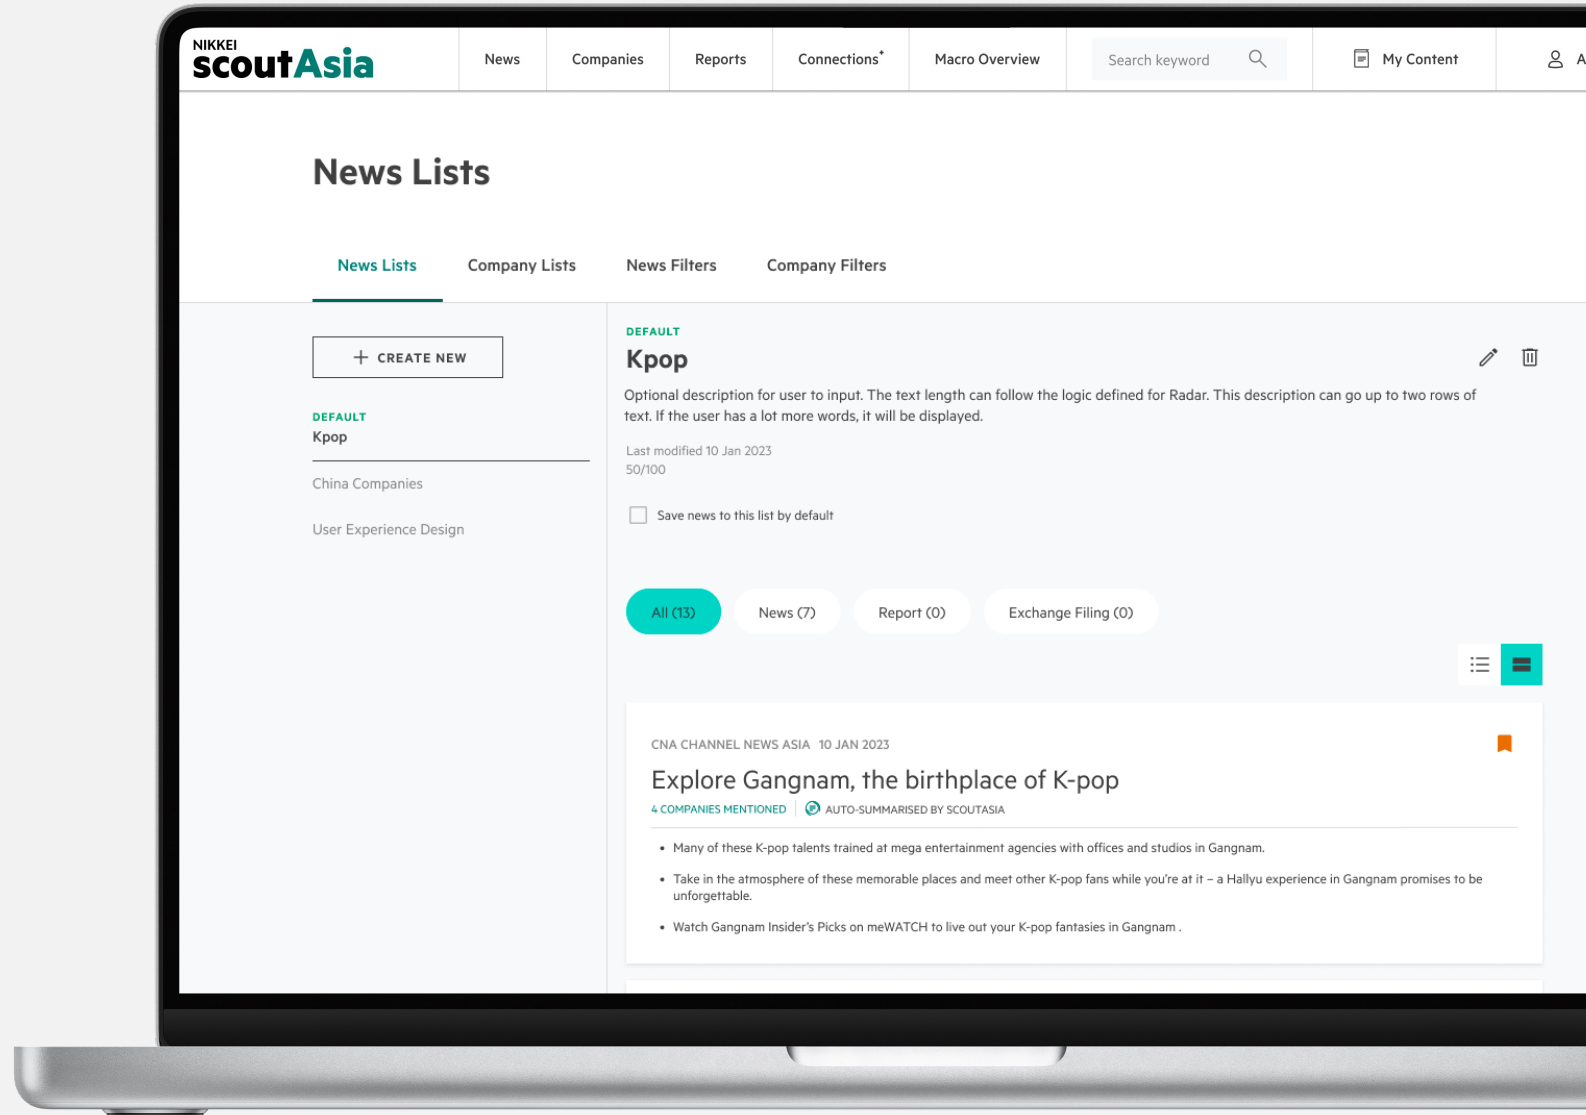 NIKKEI
scoutAsia
News
Companies
Reports
Connections
Macro Overview
Search keyword
My Content
A
News Lists
News Lists
Company Lists
News Filters
Company Filters
+ CREATE NEW
DEFAULT
Kpop
China Companies
User Experience Design
DEFAULT
Kpop
Optional description for user to input. The text length can follow the logic defined for Radar. This description can go up to two rows of
text. If the user has a lot more words, it will be displayed.
Last modified 10 Jan 2023
50/100
Save news to this list by default
All (13)
News (7)
Report (0)
Exchange Filing (0)
CNA CHANNEL NEWS ASIA 10 JAN 2023
Explore Gangnam, the birthplace of K-pop
4 COMPANIES MENTIONED
AUTO-SUMMARISED BY SCOUTASIA
• Many of these K-pop talents trained at mega entertainment agencies with offices and studios in Gangnam.
• Take in the atmosphere of these memorable places and meet other K-pop fans while you're at it – a Hallyu experience in Gangnam promises to be
unforgettable.
• Watch Gangnam Insider's Picks on meWATCH to live out your K-pop fantasies in Gangnam .